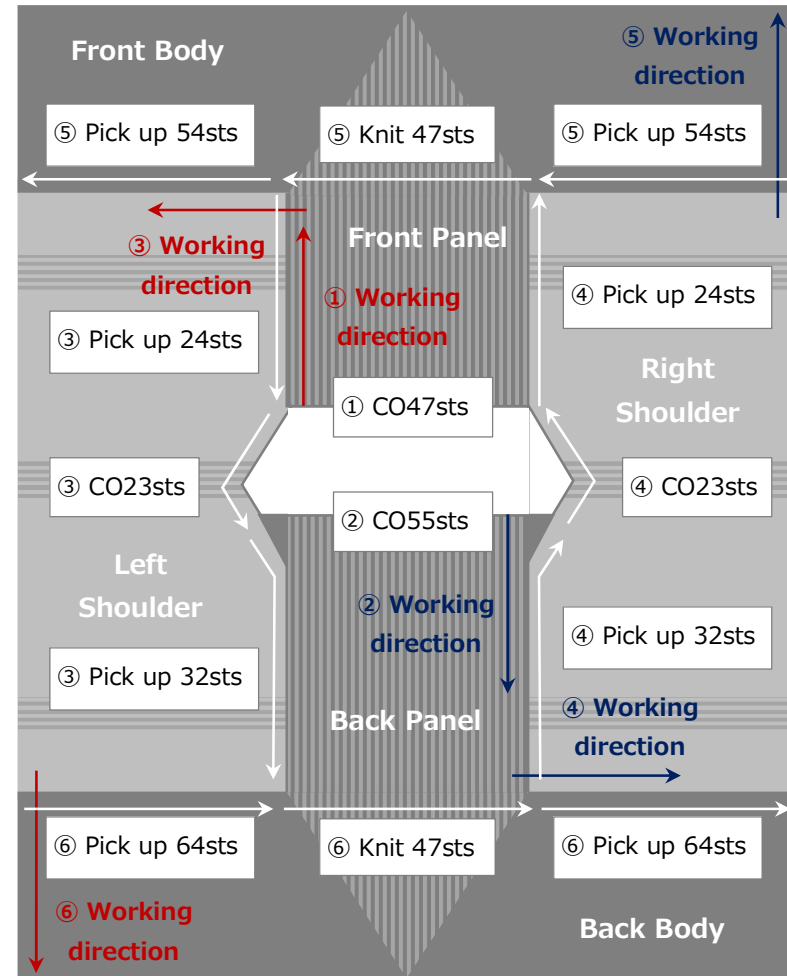 Front Body
⑤ Working
direction
⑤ Pick up 54sts
⑤ Knit 47sts
⑤ Pick up 54sts
③ Working
direction
Front Panel
① Working
direction
④ Pick up 24sts
③ Pick up 24sts
Right
Shoulder
① CO47sts
③ CO23sts
④ CO23sts
② CO55sts
Left
Shoulder
② Working
direction
④ Pick up 32sts
③ Pick up 32sts
Back Panel
④ Working
direction
⑥ Pick up 64sts
⑥ Knit 47sts
⑥ Pick up 64sts
⑥ Working
direction
Back Body